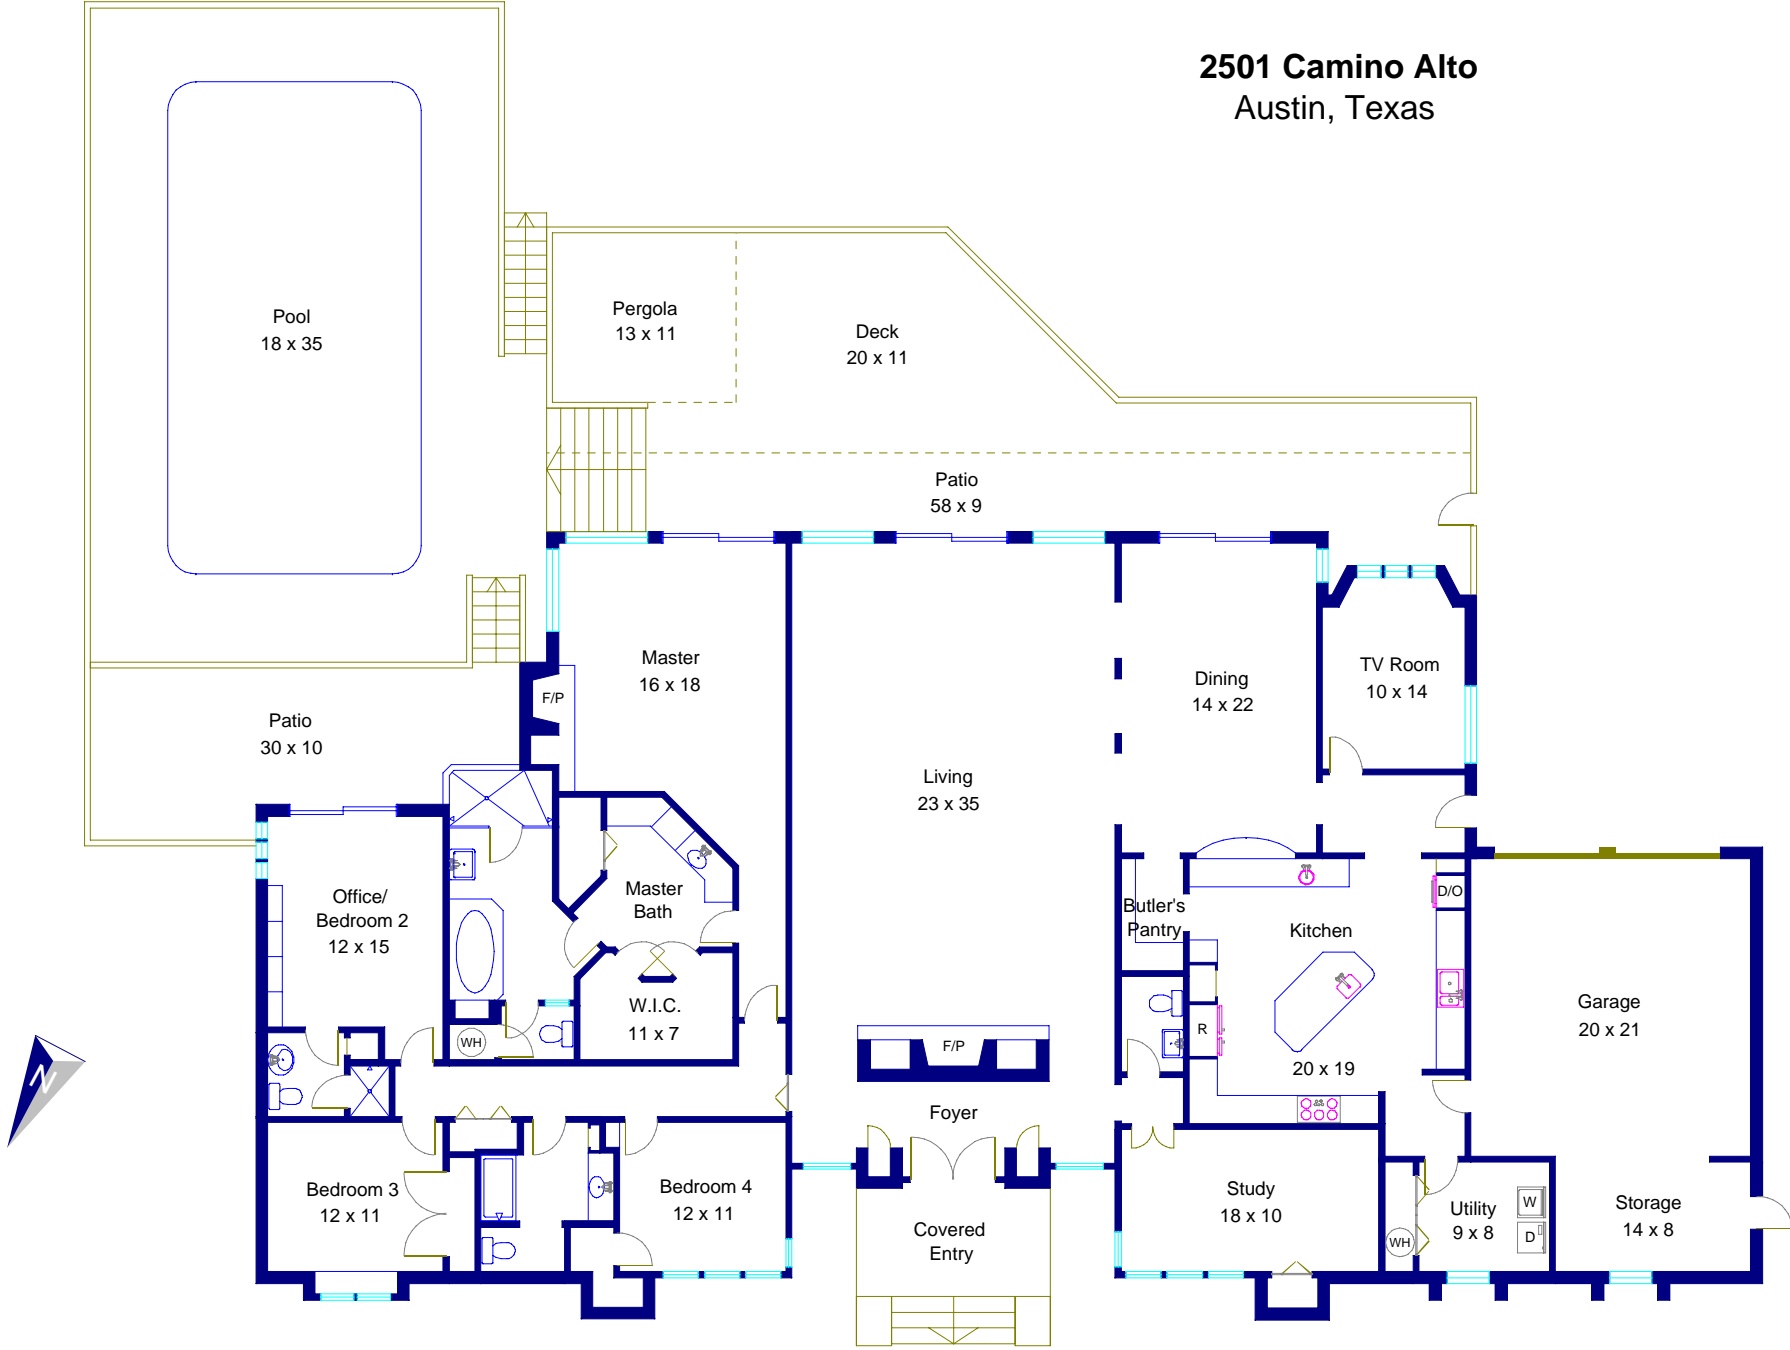 2501 Camino Alto
Austin, Texas
Pool
18 x 35
Pergola
13 x 11
Deck
20 x 11
Patio
58 x 9
Master
16 x 18
F/P
TV Room
10 x 14
Dining
14 x 22
Patio
30 x 10
Living
23 x 35
Office/
Bedroom 2
12 x 15
Master
Bath
Butler's
Pantry
Kitchen
20 x 19
D/O
W.I.C.
11 x 7
WH
F/P
R
Garage
20 x 21
N
Foyer
Bedroom 3
12 x 11
Bedroom 4
12 x 11
Covered
Entry
Study
18 x 10
WH
Utility
9 x 8
W
D
Storage
14 x 8